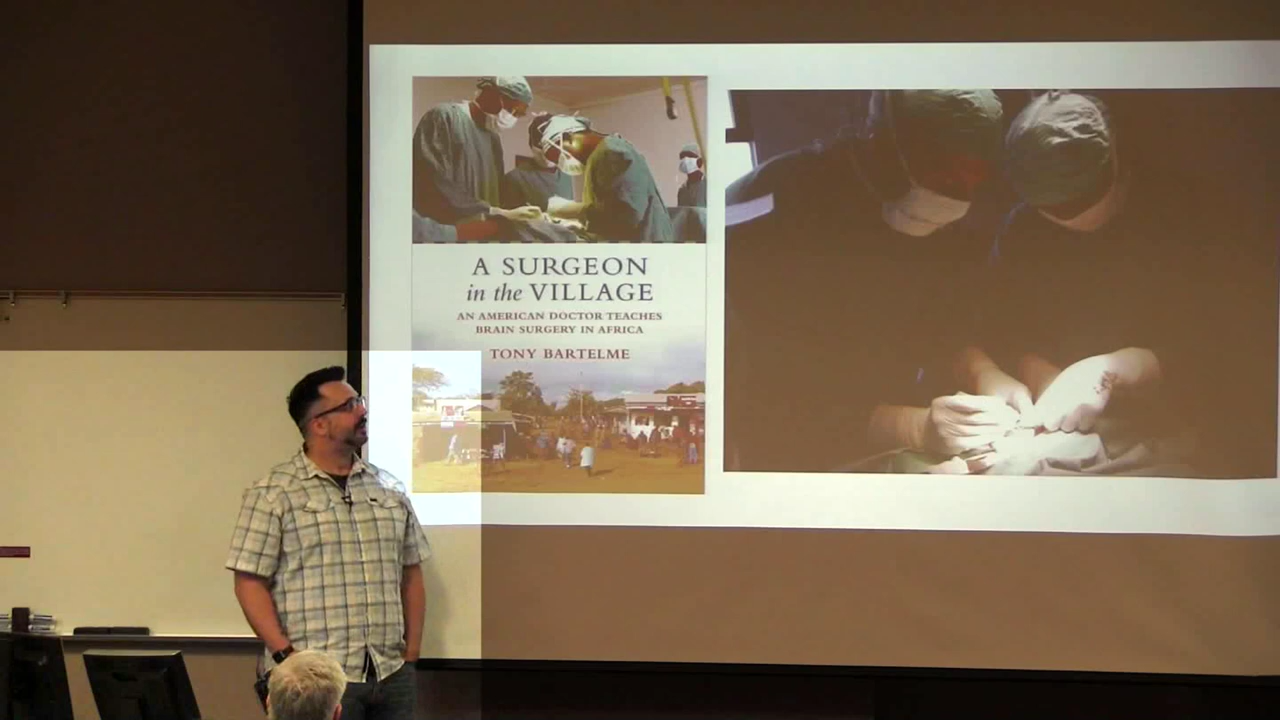 A SURGEON
in the VILLAGE
AN AMERICAN DOCTOR TEACHES
BRAIN SURGERY IN AFRICA
TONY BARTELME